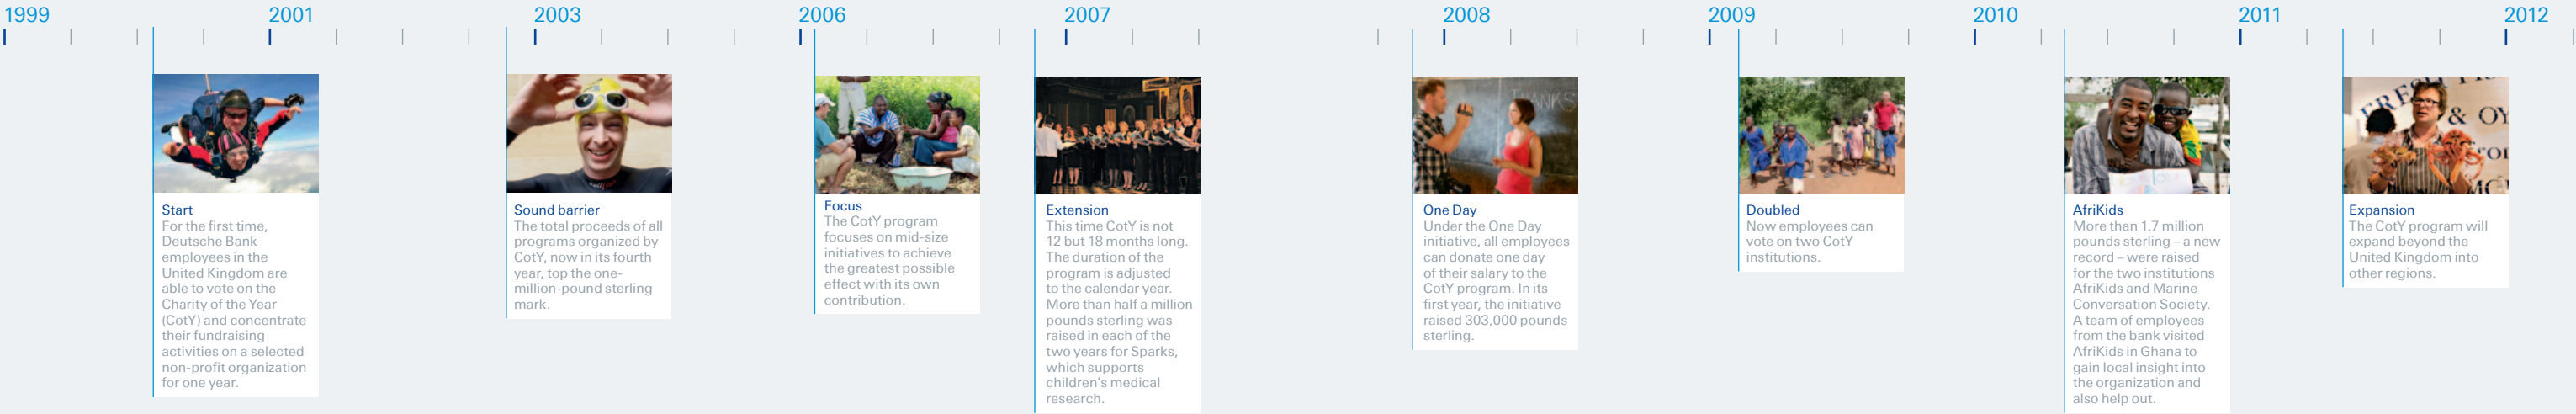 1999
2001
2003
2006
2007
2008
2009
2010
2011
2012
Start
For the first time,
Deutsche Bank
employees in the
United Kingdom are
able to vote on the
Charity of the Year
(CotY) and concentrate
their fundraising
activities on a selected
non-profit organization
for one year.
Sound barrier
The total proceeds of all
programs organized by
CotY, now in its fourth
year, top the one-
million-pound sterling
mark.
Focus
The CotY program
focuses on mid-size
initiatives to achieve
the greatest possible
effect with its own
contribution.
Extension
This time CotY is not
12 but 18 months long.
The duration of the
program is adjusted
to the calendar year.
More than half a million
pounds sterling was
raised in each of the
two years for Sparks,
which supports
children's medical
research.
THANKS
One Day
Under the One Day
initiative, all employees
can donate one day
of their salary to the
CotY program. In its
first year, the initiative
raised 303,000 pounds
sterling.
Doubled
Now employees can
vote on two CotY
institutions.
AfriKids
More than 1.7 million
pounds sterling – a new
record – were raised
for the two institutions
AfriKids and Marine
Conversation Society.
A team of employees
from the bank visited
AfriKids in Ghana to
gain local insight into
the organization and
also help out.
FRESH
& OY
Expansion
The CotY program will
expand beyond the
United Kingdom into
other regions.